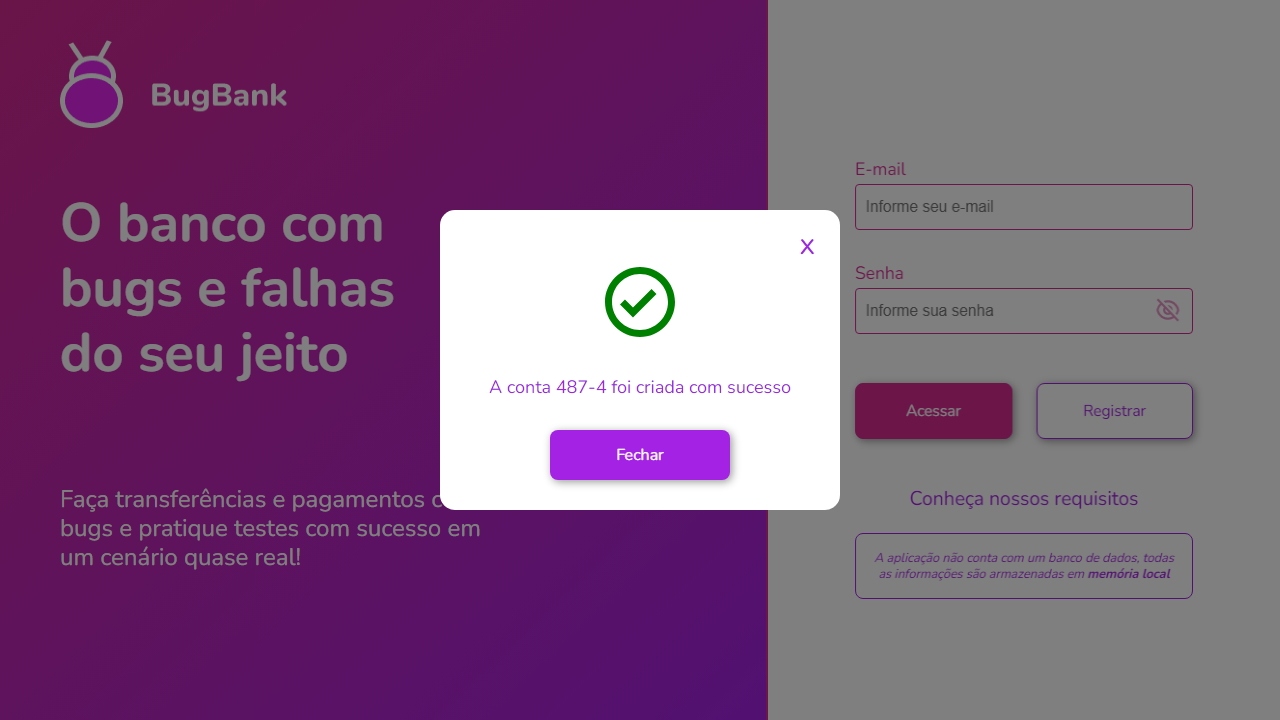 BugBank
O banco com
bugs e falhas
do seu jeito
Faça transferências e pagamentos
bugs e pratique testes com sucesso em
um cenário quase real!
X
A conta 487-4 foi criada com sucesso
Fechar
E-mail
Informe seu e-mail
Senha
Informe sua senha
Acessar
Registrar
Conheça nossos requisitos
A aplicação não conta com um banco de dados, todas
as informações são armazenadas em memória local